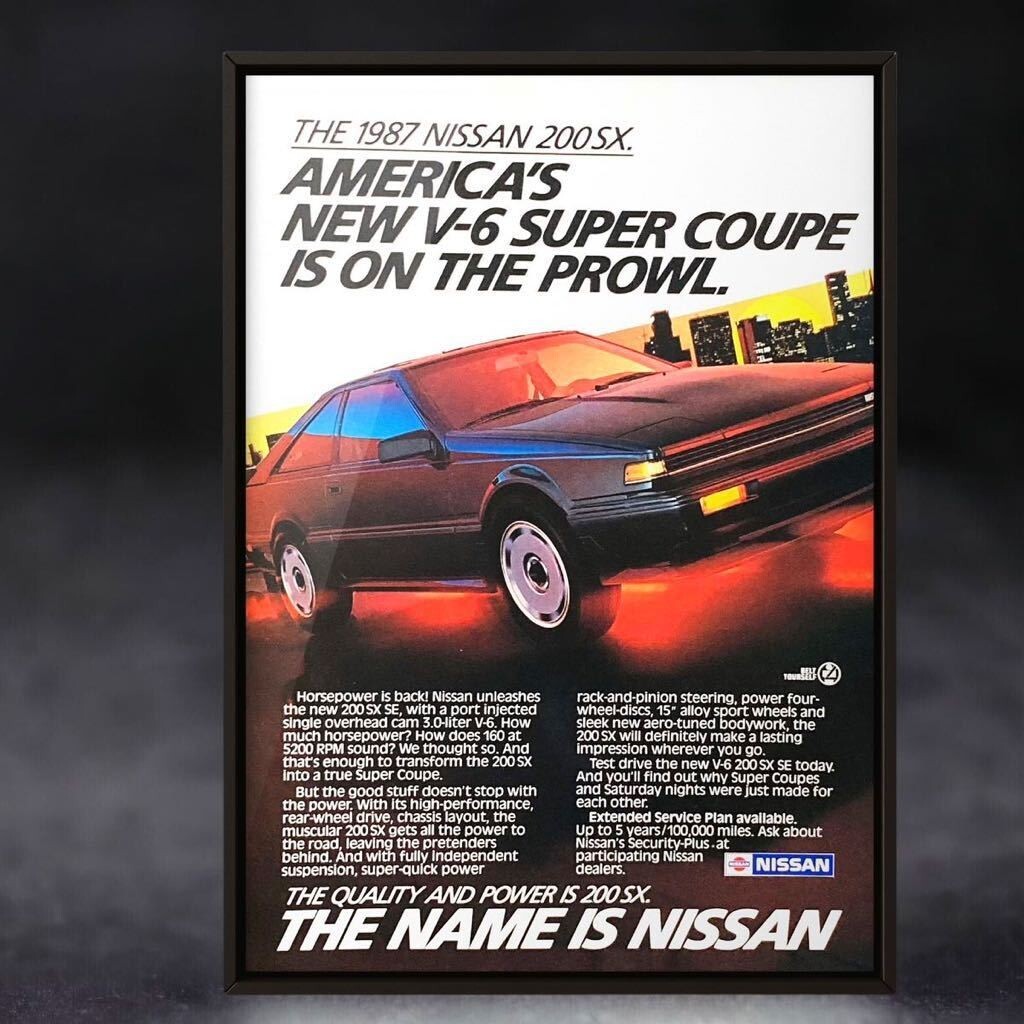 THE 1987 NISSAN 200SX.
AMERICA'S
NEW V-6 SUPER COUPE
IS ON THE PROWL.
BELT
YOURSELF
Horsepower is back! Nissan unleashes
the new 200 SX SE, with a port injected
single overhead cam 3.0-liter V-6. How
much horsepower? How does 160 at
5200 RPM sound? We thought so. And
that's enough to transform the 200 SX
into a true Super Coupe.
But the good stuff doesn't stop with
the power. With its high-performance,
rear-wheel drive, chassis layout, the
muscular 200 SX gets all the power to
the road, leaving the pretenders
behind. And with fully independent
suspension, super-quick power
rack-and-pinion steering, power four-
wheel-discs, 15" alloy sport wheels and
sleek new aero-tuned bodywork, the
200 SX will definitely make a lasting
impression wherever you go.
Test drive the new V-6 200 SX SE today.
And you'll find out why Super Coupes
and Saturday nights were just made for
each other.
Extended Service Plan available.
Up to 5 years/100,000 miles. Ask about
Nissan's Security-Plus at
participating Nissan
dealers.
NISSAN
NISSAN
THE QUALITY AND POWER IS 200 SX.
THE NAME IS NISSAN